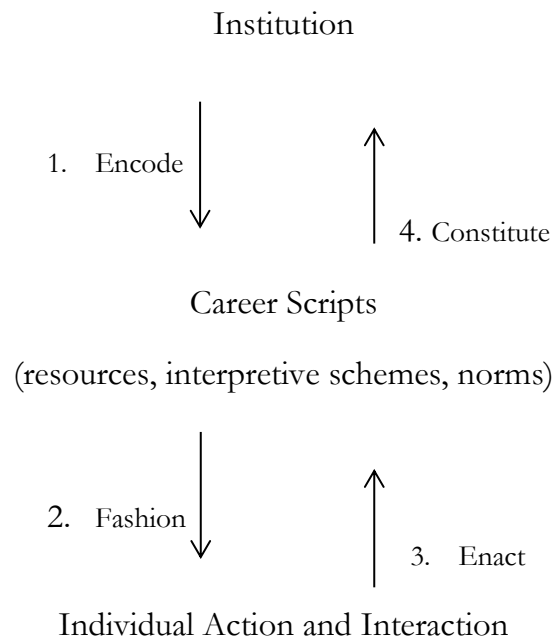 Institution
1. Encode
4. Constitute
Career Scripts
(resources, interpretive schemes, norms)
2. Fashion
3. Enact
Individual Action and Interaction